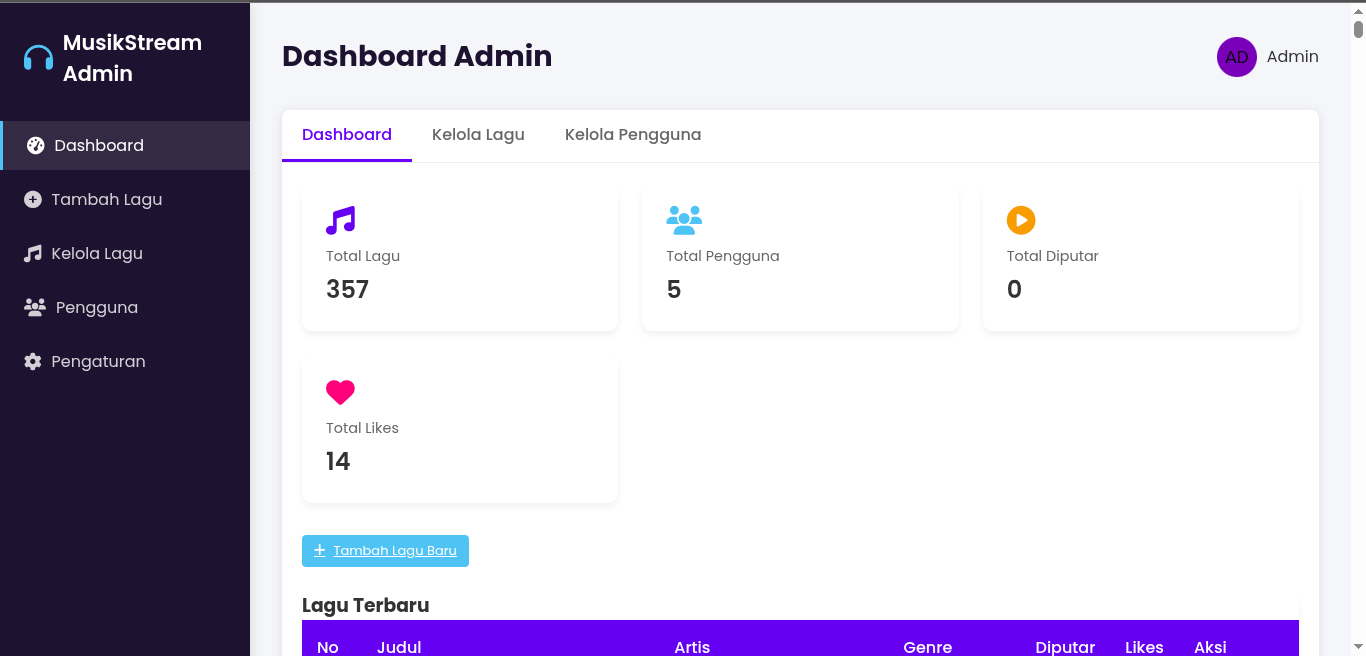 MusikStream
Admin
Dashboard
Tambah Lagu
Kelola Lagu
Pengguna
Pengaturan
Dashboard Admin
AD Admin
Dashboard Kelola Lagu Kelola Pengguna
Total Lagu
357
Total Pengguna
5
Total Diputar
0
Total Likes
14
Tambah Lagu Baru
Lagu Terbaru
No Judul Artis Genre Diputar Likes Aksi